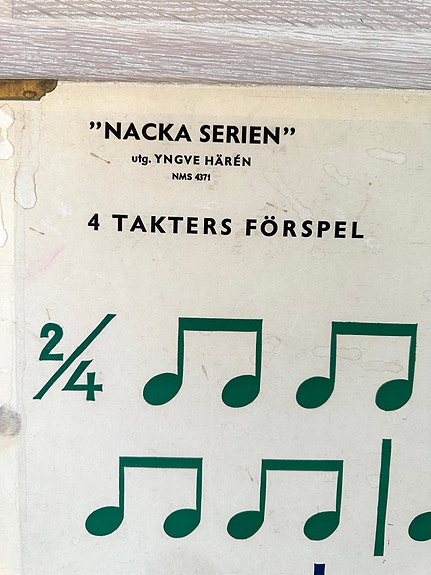 ”NACKA SERIEN”
utg. YNGVE HÄRÉN
NMS 4371
4 TAKTERS FÖRSPEL
2/4